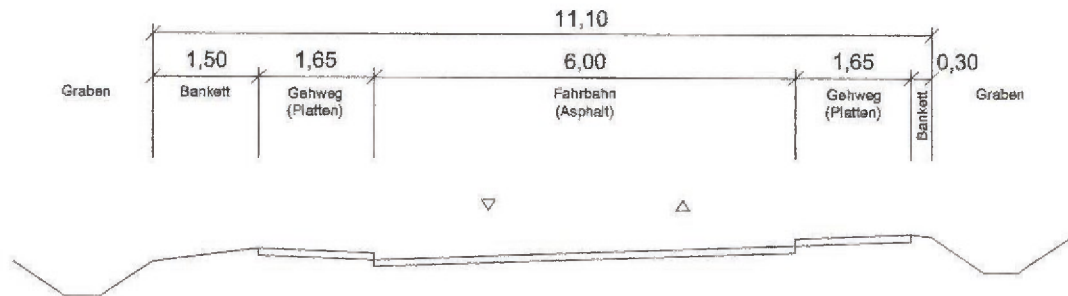 11,10
1,50
1,65
6,00
1,65
0,30
Graben
Bankett
Gehweg
(Platten)
Fahrbahn
(Asphalt)
Gehweg
(Platten)
Bankett
Graben